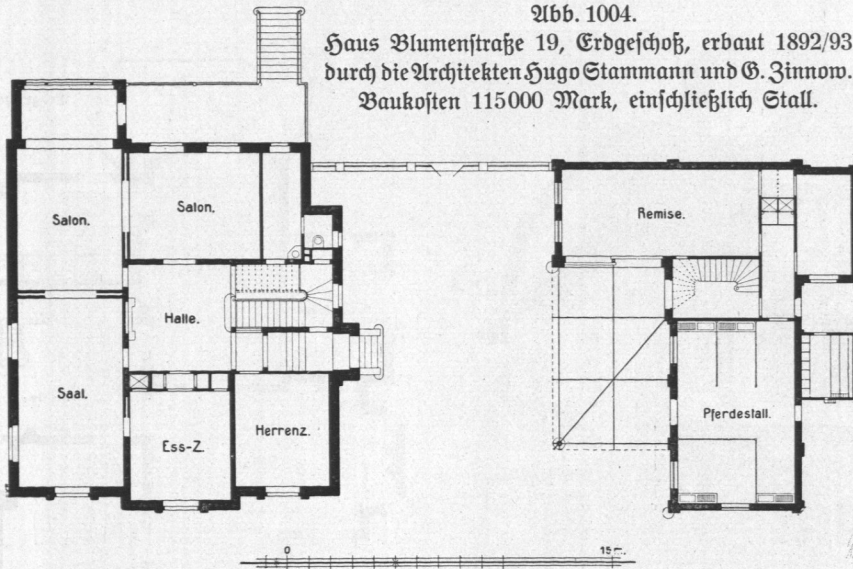 Abb. 1004.
Haus Blumenstraße 19, Erdgeschoß, erbaut 1892/93
durch die Architekten Hugo Stammann und G. Zinnow.
Baukosten 115000 Mark, einschließlich Stall.
Salon.
Salon.
Remise.
Halle.
Saal.
Ess-Z.
Herrenz.
Pferdestall.
0
15 m.